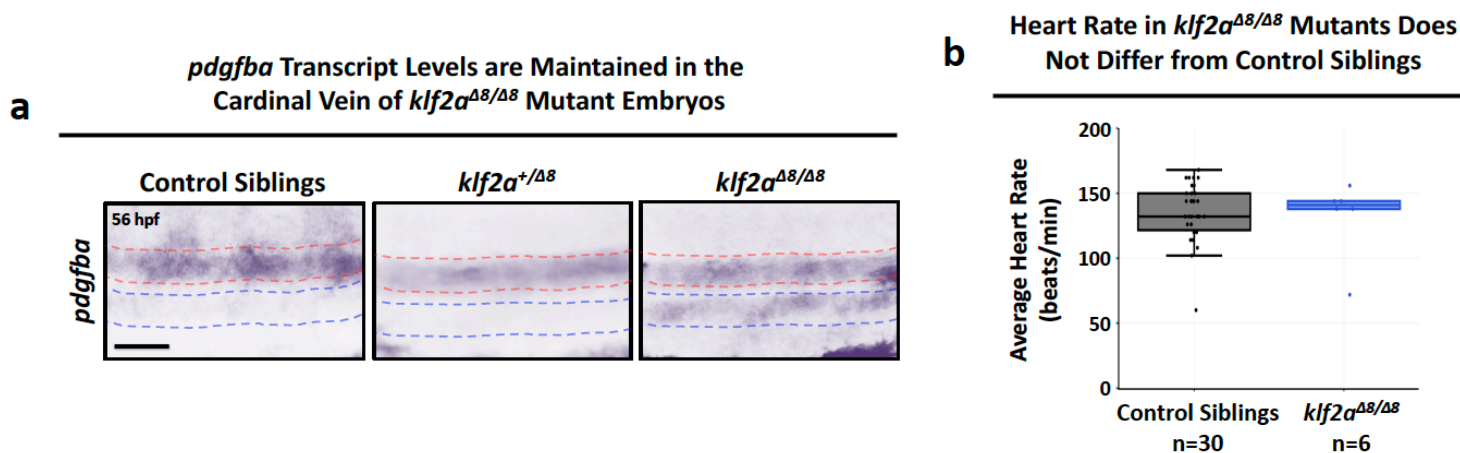 a
pdgfba Transcript Levels are Maintained in the
Cardinal Vein of klf2aΔ8/Δ8 Mutant Embryos
Control Siblings
klf2a+/Δ8
klf2aΔ8/Δ8
56 hpf
pdgfba
b
Heart Rate in klf2aΔ8/Δ8 Mutants Does
Not Differ from Control Siblings
Average Heart Rate
(beats/min)
200
150
100
50
0
Control Siblings
n=30
klf2aΔ8/Δ8
n=6